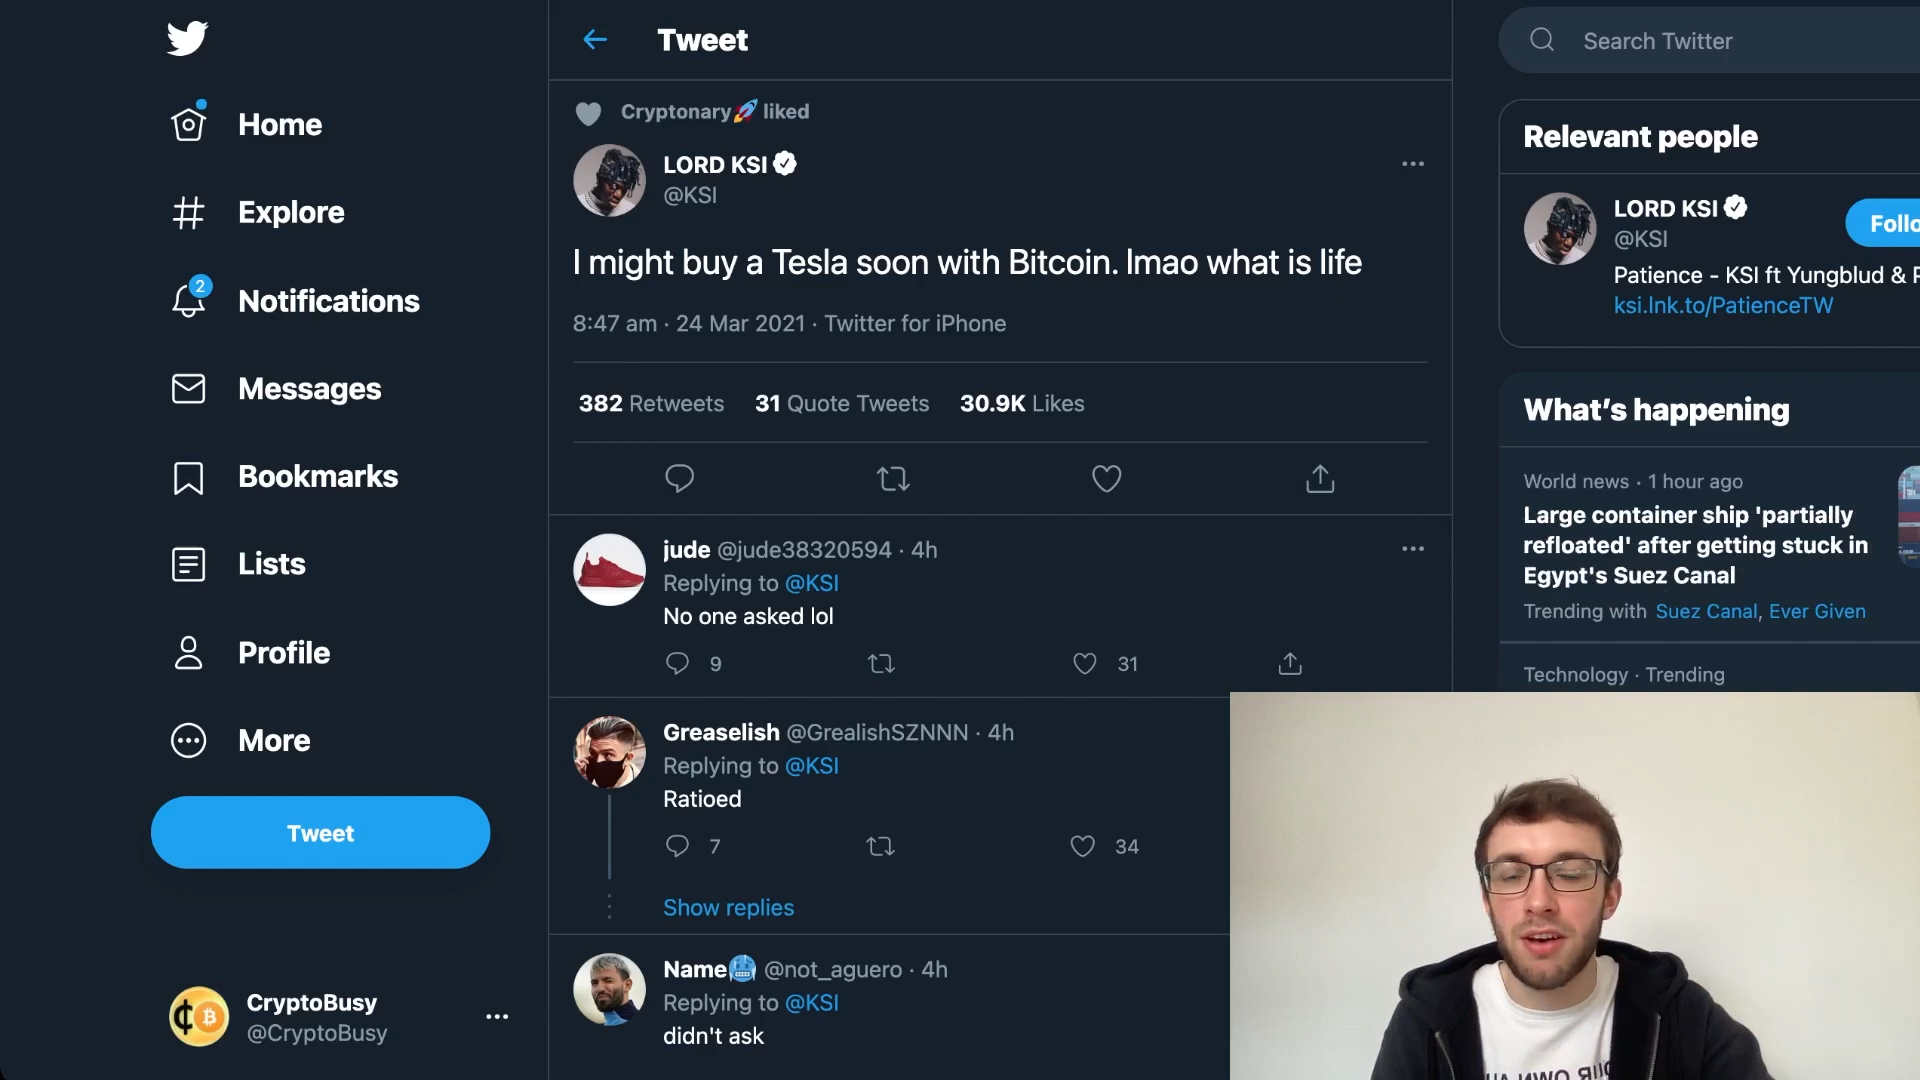 Home
Explore
2
Notifications
Messages
Bookmarks
Lists
Profile
More
Tweet
CryptoBusy
@CryptoBusy
Tweet
Cryptonary🚀 liked
LORD KSI
@KSI
I might buy a Tesla soon with Bitcoin. lmao what is life
8:47 am · 24 Mar 2021 · Twitter for iPhone
382 Retweets 31 Quote Tweets 30.9K Likes
jude @jude38320594 · 4h
Replying to @KSI
No one asked lol
9 31
Greaselish @GrealishSZNNN · 4h
Replying to @KSI
Ratioed
7 34
Show replies
Name🥶 @not_aguero · 4h
Replying to @KSI
didn't ask
Search Twitter
Relevant people
LORD KSI
@KSI
Follo
Patience - KSI ft Yungblud & P
ksi.lnk.to/PatienceTW
What's happening
World news · 1 hour ago
Large container ship 'partially
refloated' after getting stuck in
Egypt's Suez Canal
Trending with Suez Canal, Ever Given
Technology · Trending